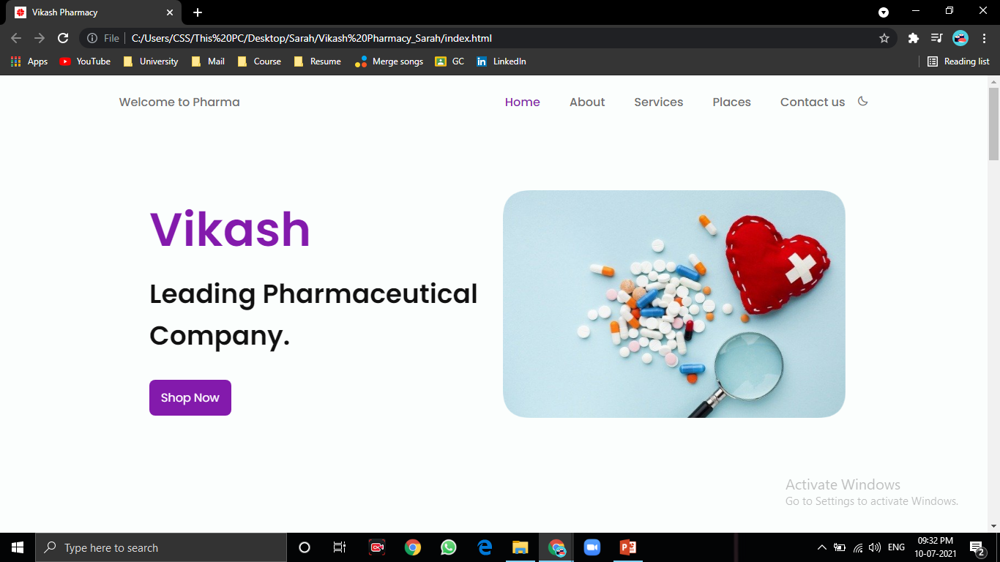 Vikash Pharmacy
File C:/Users/CSS/This%20PC/Desktop/Sarah/Vikash%20Pharmacy_Sarah/index.html
Apps YouTube University Mail Course Resume Merge songs GC LinkedIn Reading list
Welcome to Pharma Home About Services Places Contact us
Vikash
Leading Pharmaceutical
Company.
Shop Now
Activate Windows
Go to Settings to activate Windows.
Type here to search
ENG
09:32 PM
10-07-2021
2